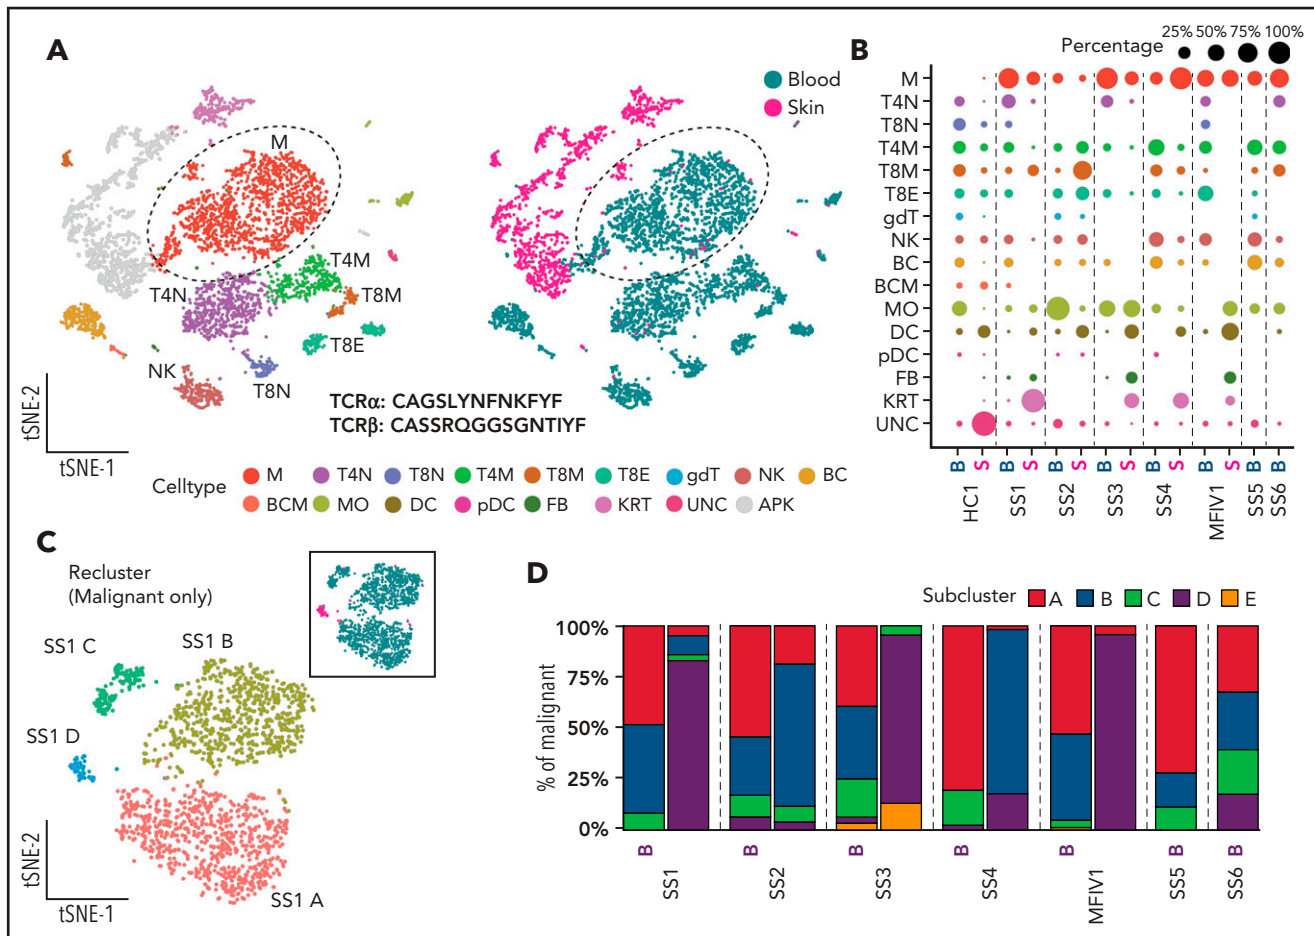 A
M
T4N
T4M
T8M
T8E
NK
T8N
tSNE-2
tSNE-1
Blood
Skin
TCRα: CAGSLYNFNKFYF
TCRβ: CASSRQGGSGNTIYF
Celltype M T4N T8N T4M T8M T8E gdT NK BC
BCM MO DC pDC FB KRT UNC APK
B
Percentage
25% 50% 75% 100%
M
T4N
T8N
T4M
T8M
T8E
gdT
NK
BC
BCM
MO
DC
pDC
FB
KRT
UNC
B S B S B S B S B S B S B B
HC1 SS1 SS2 SS3 SS4 MFIV1 SS5 SS6
C
Recluster
(Malignant only)
SS1 C
SS1 B
SS1 D
SS1 A
tSNE-2
tSNE-1
D
Subcluster A B C D E
% of malignant
100%
75%
50%
25%
0%
B B B B B B B
SS1 SS2 SS3 SS4 MFIV1 SS5 SS6